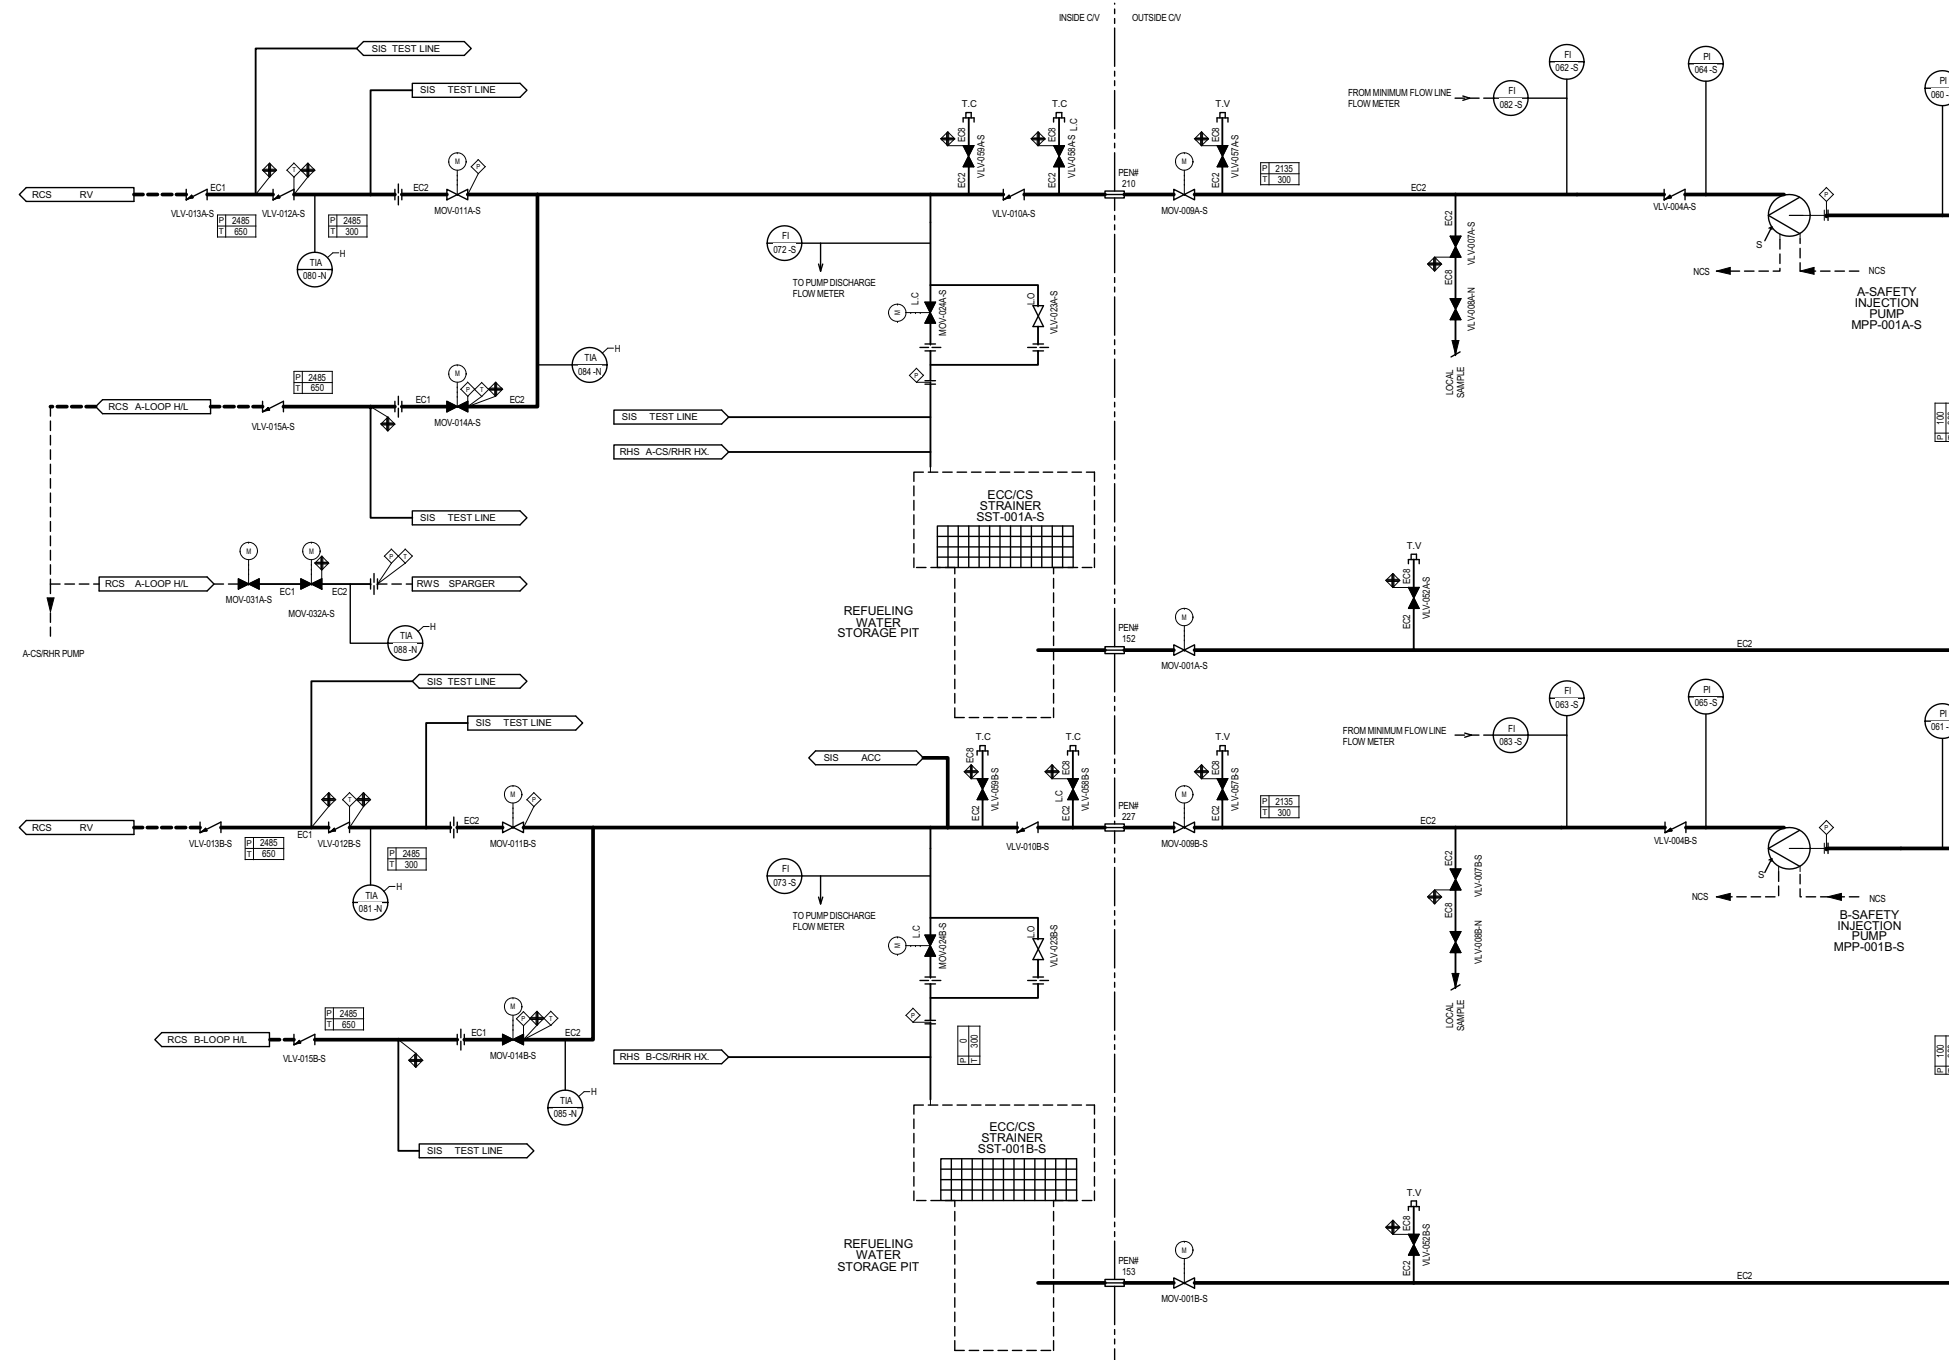 INSIDE C/V
OUTSIDE C/V
SIS TEST LINE
SIS TEST LINE
FROM MINIMUM FLOW LINE
FLOW METER
FI
082 -S
FI
062 -S
PI
064 -S
PI
T.C
EC8
VLV-059A-S
EC2
T.C
EC8
L.C
VLV-058A-S
EC2
T.V
EC8
VLV-057A-S
EC2
P 2135
T 300
RCS RV
EC1
EC2
M
P
T
VLV-013A-S
P 2485
T 650
VLV-012A-S
P 2485
T 300
MOV-011A-S
TIA
080 -N
H
VLV-010A-S
PEN#
210
M
MOV-009A-S
EC2
VLV-004A-S
P
S
NCS
NCS
A-SAFETY
INJECTION
PUMP
MPP-001A-S
FI
072 -S
TO PUMP DISCHARGE
FLOW METER
L.C
M
MOV-024A-S
L.O
VLV-023A-S
P
EC2
VLV-007A-S
EC8
VLV-008A-N
LOCAL
SAMPLE
TIA
084 -N
H
P 2485
T 650
RCS A-LOOP H/L
VLV-015A-S
EC1
M
P
T
EC2
MOV-014A-S
P 100
SIS TEST LINE
RHS A-CS/RHR HX.
SIS TEST LINE
ECC/CS
STRAINER
SST-001A-S
M
M
P
T
RCS A-LOOP H/L
MOV-031A-S
EC1
EC2
MOV-032A-S
RWS SPARGER
TIA
088 -N
H
A-CS/RHR PUMP
REFUELING
WATER
STORAGE PIT
PEN#
152
M
MOV-001A-S
T.V
EC8
VLV-052A-S
EC2
EC2
SIS TEST LINE
SIS TEST LINE
SIS ACC
T.C
EC8
VLV-059B-S
EC2
T.C
EC8
L.C
VLV-058B-S
EC2
T.V
EC8
VLV-057B-S
EC2
P 2135
T 300
FROM MINIMUM FLOW LINE
FLOW METER
FI
083 -S
FI
063 -S
PI
065 -S
PI
RCS RV
VLV-013B-S
P 2485
T 650
EC1
T
VLV-012B-S
P 2485
T 300
EC2
M
P
MOV-011B-S
TIA
081 -N
H
VLV-010B-S
PEN#
227
M
MOV-009B-S
EC2
VLV-004B-S
P
S
NCS
NCS
B-SAFETY
INJECTION
PUMP
MPP-001B-S
FI
073 -S
TO PUMP DISCHARGE
FLOW METER
L.C
M
MOV-024B-S
L.O
VLV-023B-S
P
EC2
VLV-007B-S
EC8
VLV-008B-N
LOCAL
SAMPLE
P 2485
T 650
RCS B-LOOP H/L
VLV-015B-S
EC1
M
P
T
EC2
MOV-014B-S
TIA
085 -N
H
P 0
T 300
P 100
RHS B-CS/RHR HX.
SIS TEST LINE
ECC/CS
STRAINER
SST-001B-S
REFUELING
WATER
STORAGE PIT
PEN#
153
M
MOV-001B-S
T.V
EC8
VLV-052B-S
EC2
EC2